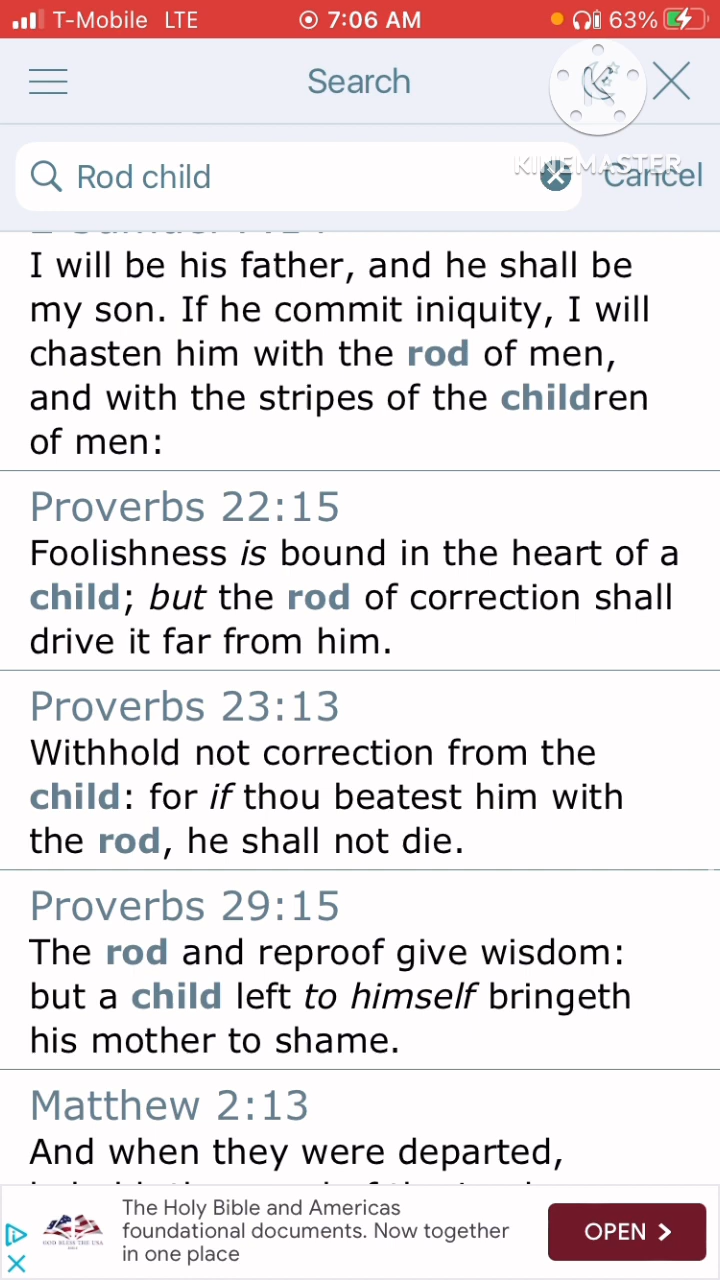 T-Mobile LTE 7:06 AM 63%
Search
KINEMASTER
Rod child
Cancel
I will be his father, and he shall be
my son. If he commit iniquity, I will
chasten him with the rod of men,
and with the stripes of the children
of men:
Proverbs 22:15
Foolishness is bound in the heart of a
child; but the rod of correction shall
drive it far from him.
Proverbs 23:13
Withhold not correction from the
child: for if thou beatest him with
the rod, he shall not die.
Proverbs 29:15
The rod and reproof give wisdom:
but a child left to himself bringeth
his mother to shame.
Matthew 2:13
And when they were departed,
The Holy Bible and Americas
foundational documents. Now together
in one place
GOD BLESS THE USA
OPEN